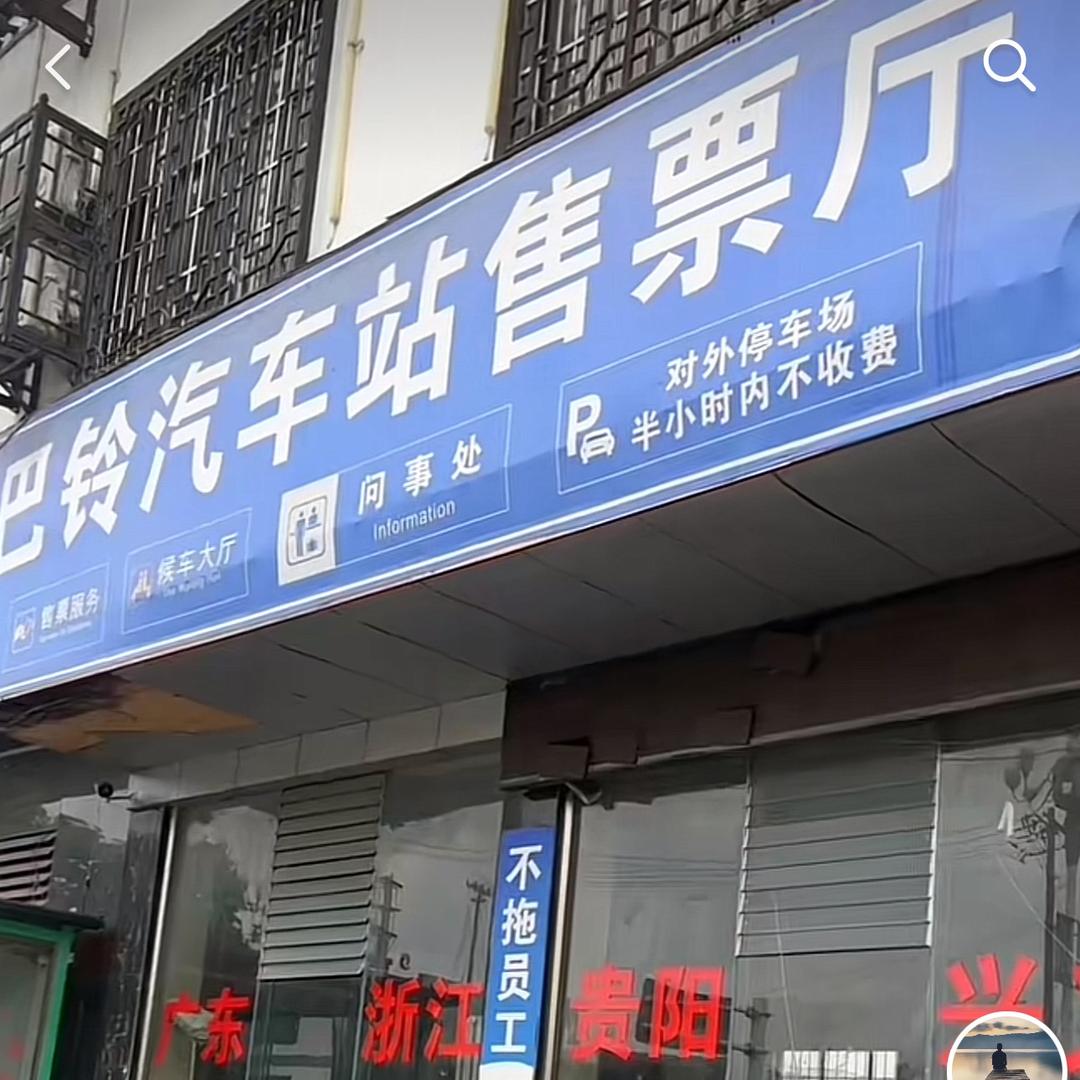 巴铃汽车站售票厅
对外停车场
P 半小时内不收费
问事处
Information
候车大厅
售票服务
不拖员工
广东 浙江 贵阳 兴